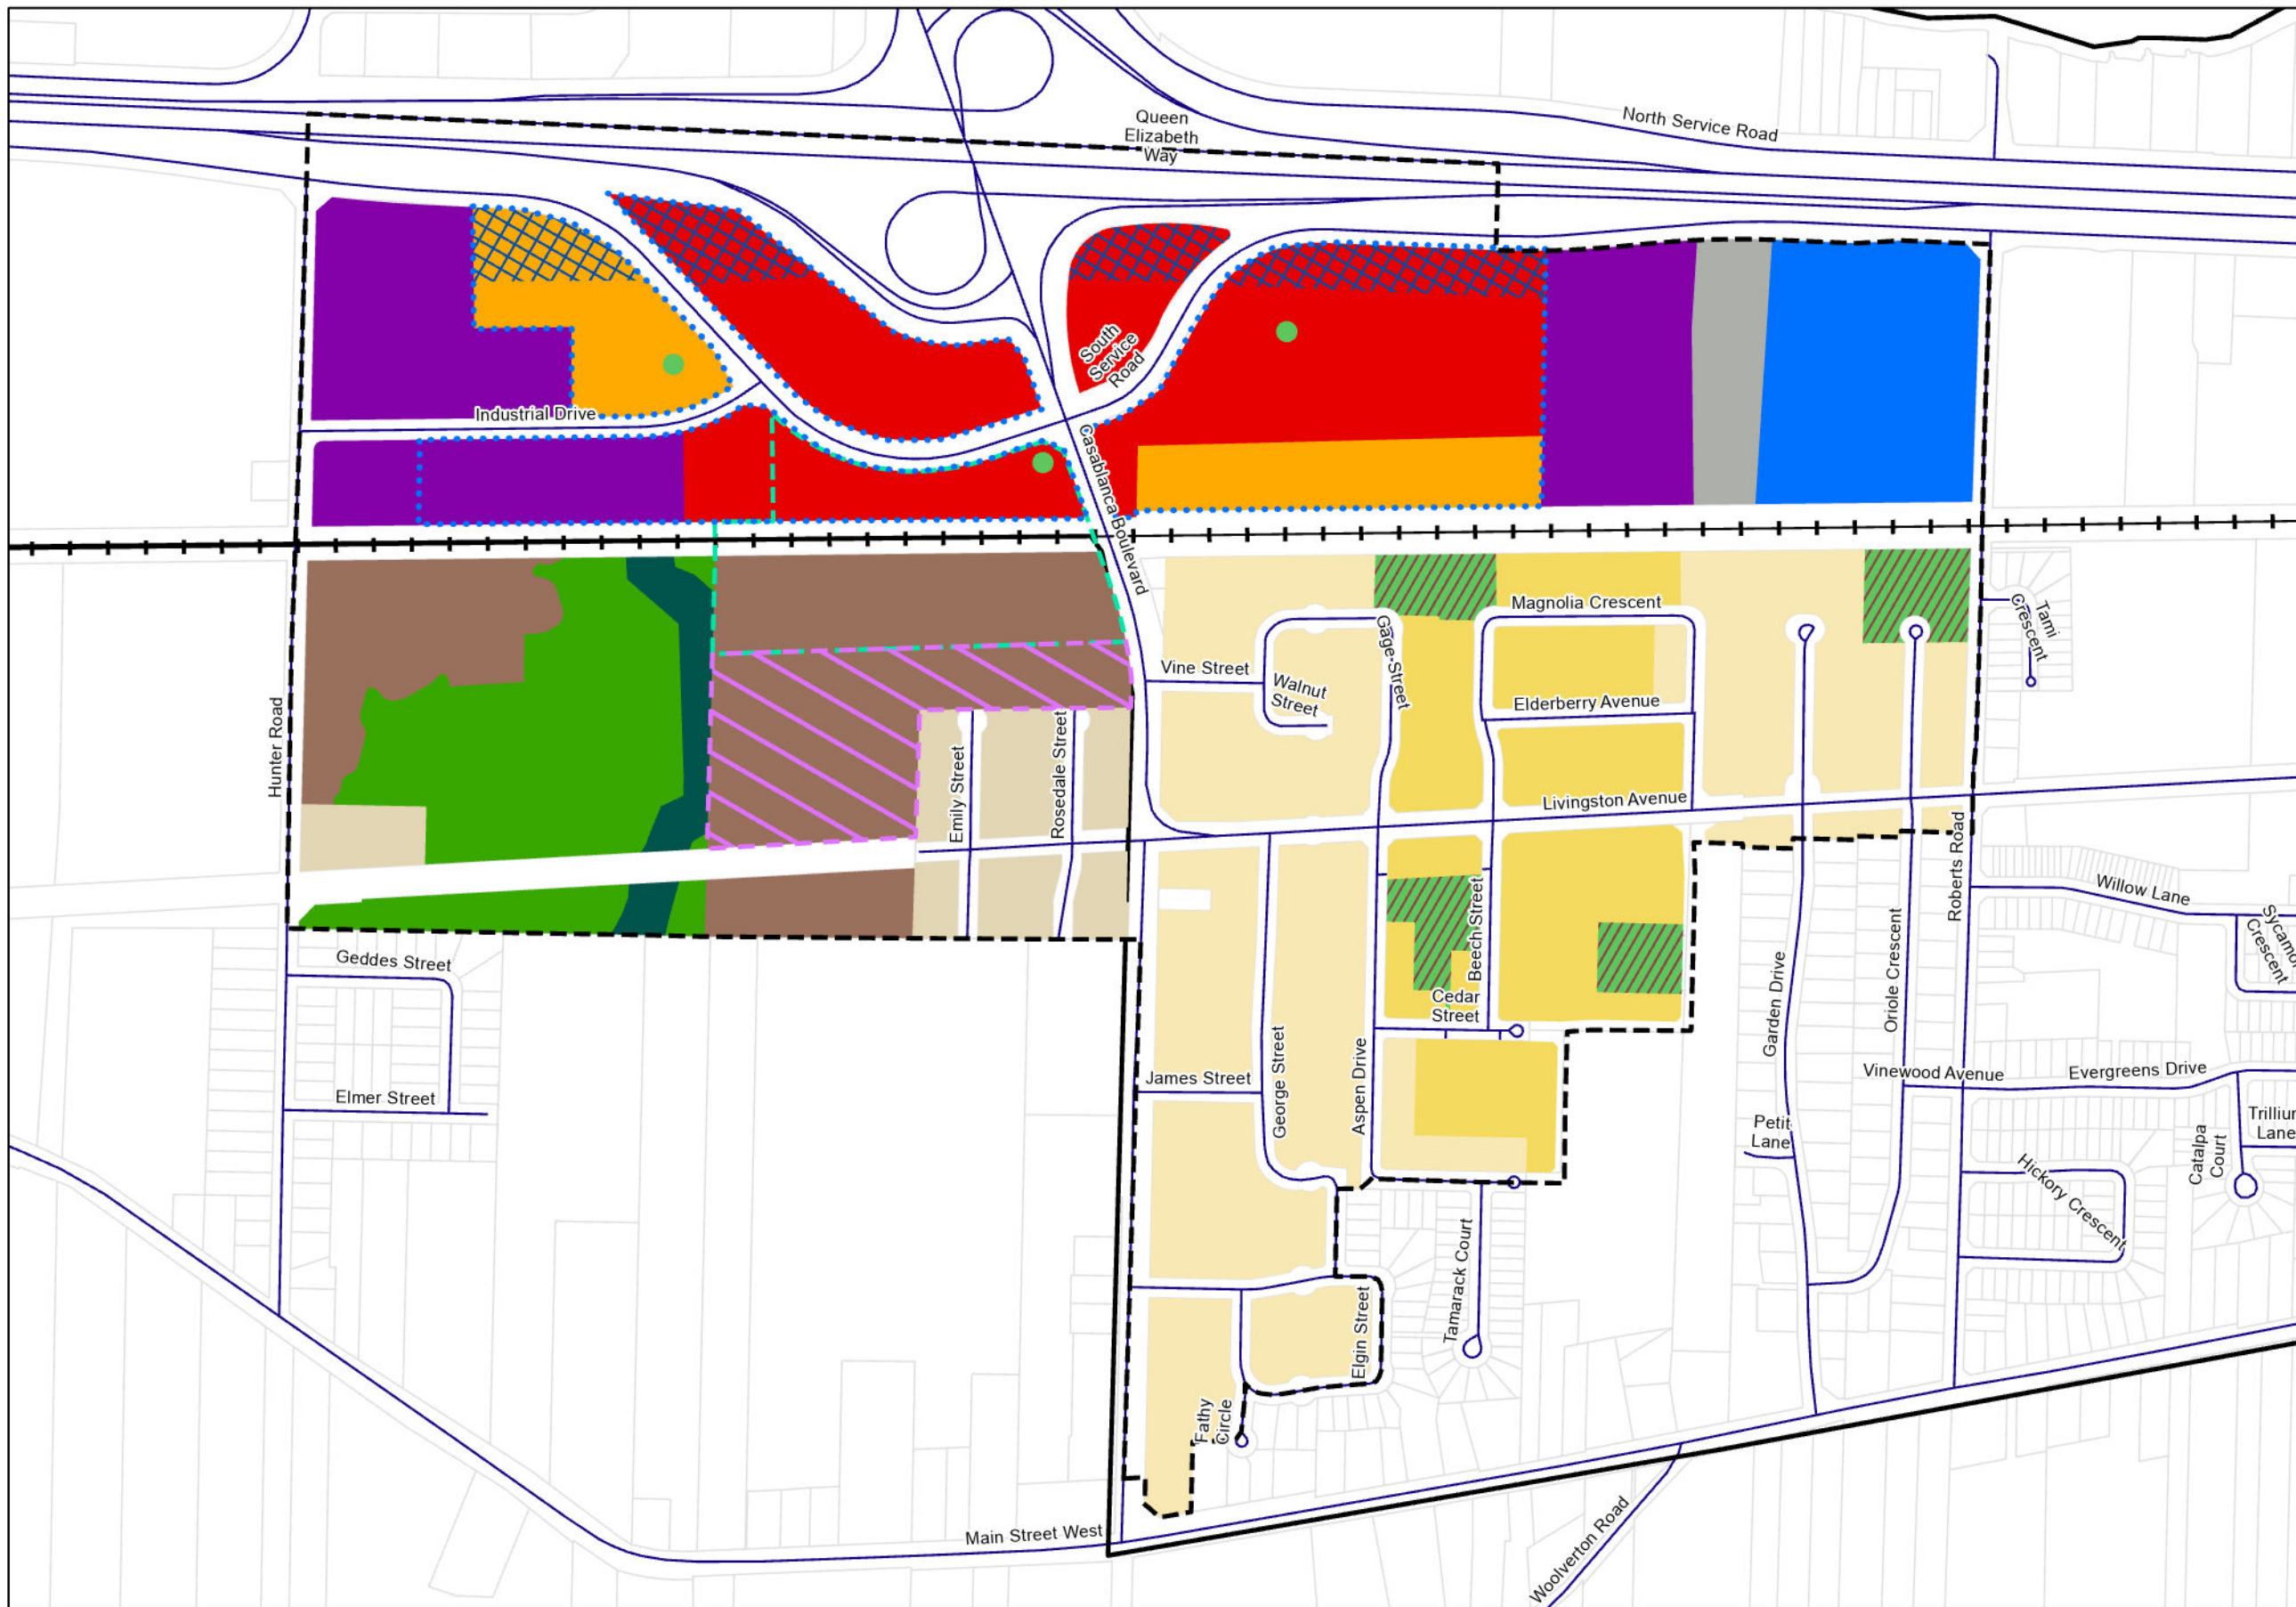 Queen
Elizabeth
Way
North Service Road
South
Service
Road
Industrial Drive
Casablanca Boulevard
Magnolia Crescent
Tami
Crescent
Gage Street
Vine Street
Walnut
Street
Elderberry Avenue
Hunter Road
Emily Street
Rosedale Street
Livingston Avenue
Roberts Road
Willow Lane
Crescent
Beech Street
Geddes Street
Cedar
Street
Garden Drive
Oriole Crescent
George Street
Aspen Drive
James Street
Elmer Street
Vinewood Avenue
Evergreens Drive
Petit
Lane
Catalpa
Court
Lane
Hickory Crescent
Tamarack Court
Elgin Street
Fathy
Circle
Main Street West
Woolverton Road